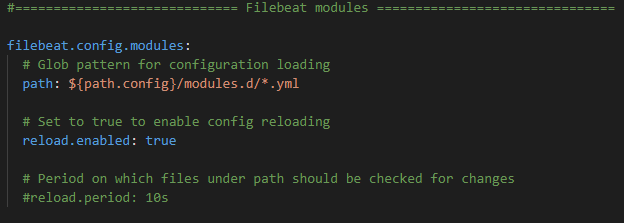 #============================= Filebeat modules ==============================
filebeat.config.modules:
# Glob pattern for configuration loading
path: ${path.config}/modules.d/*.yml
# Set to true to enable config reloading
reload.enabled: true
# Period on which files under path should be checked for changes
#reload.period: 10s